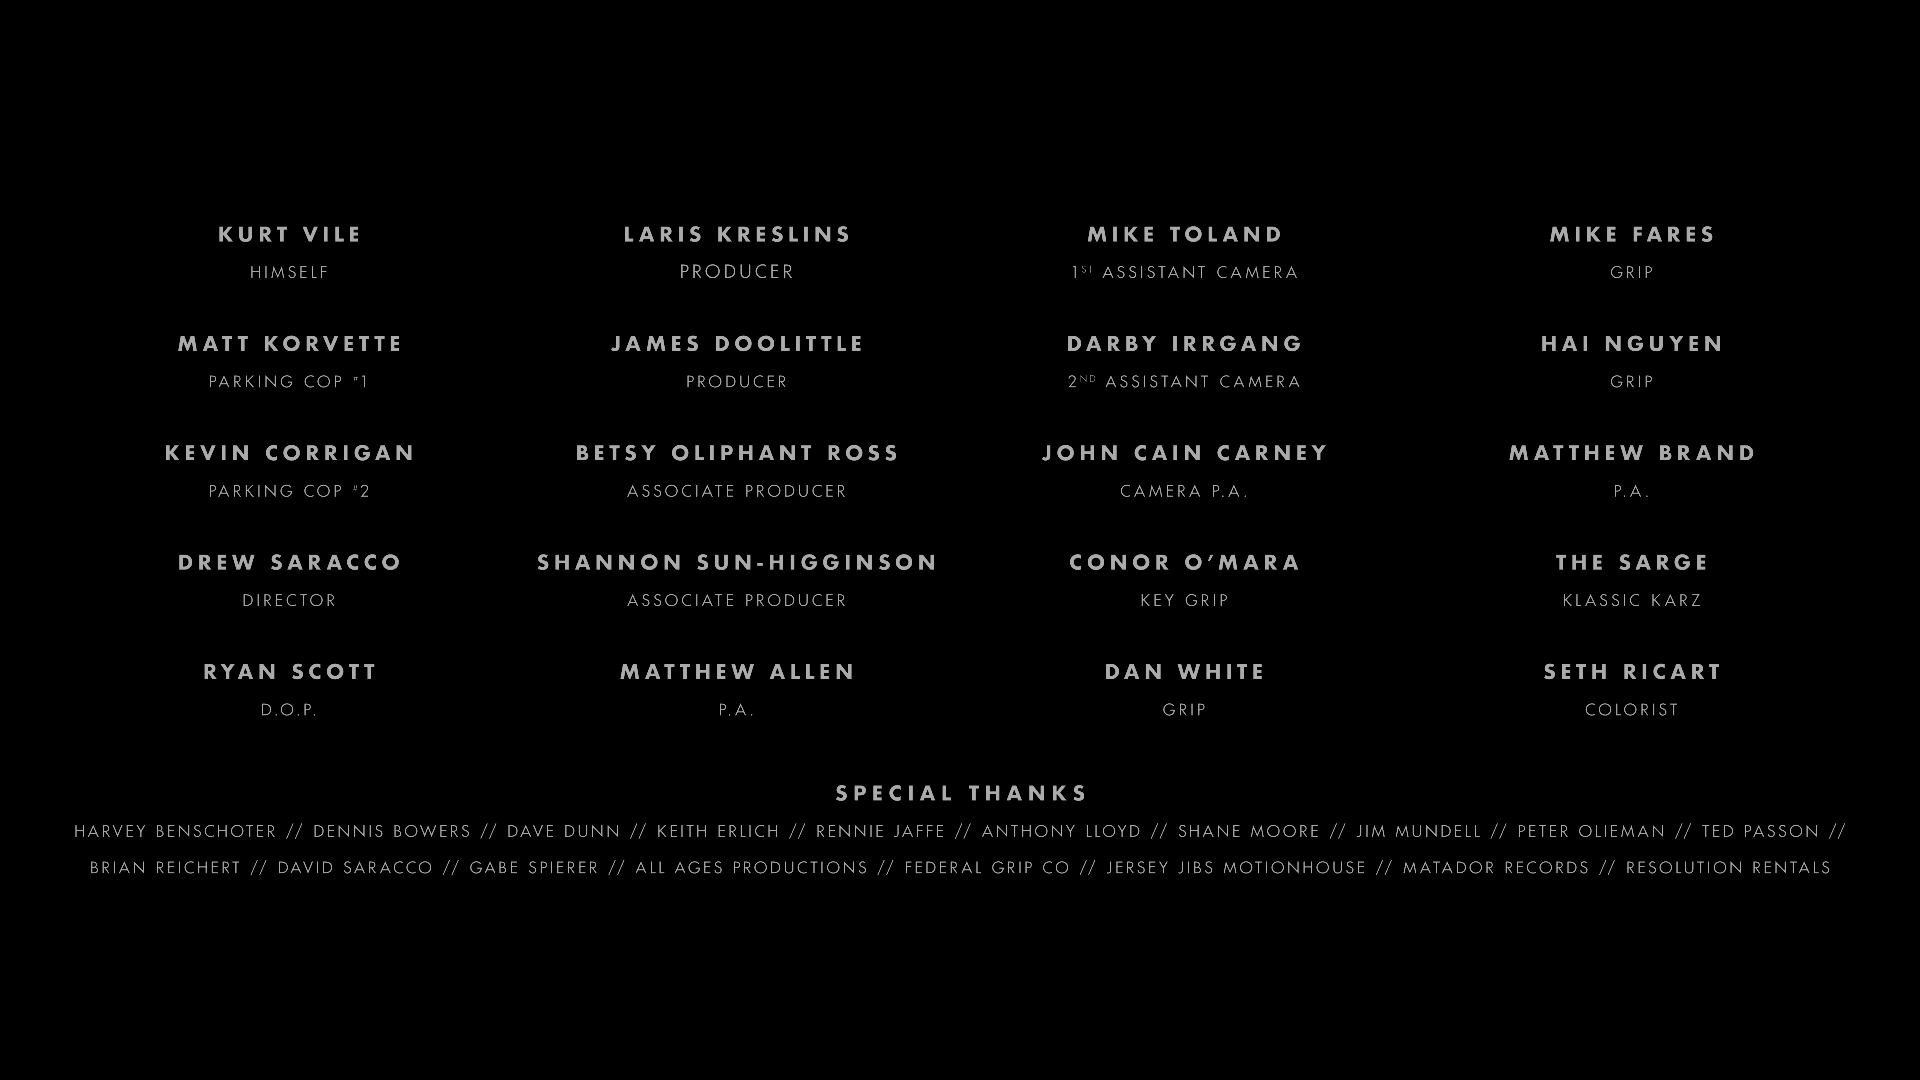 KURT VILE
HIMSELF
MATT KORVETTE
PARKING COP #1
KEVIN CORRIGAN
PARKING COP #2
DREW SARACCO
DIRECTOR
RYAN SCOTT
D.O.P.
LARIS KRESLINS
PRODUCER
JAMES DOOLITTLE
PRODUCER
BETSY OLIPHANT ROSS
ASSOCIATE PRODUCER
SHANNON SUN-HIGGINSON
ASSOCIATE PRODUCER
MATTHEW ALLEN
P.A.
MIKE TOLAND
1ST ASSISTANT CAMERA
DARBY IRRGANG
2ND ASSISTANT CAMERA
JOHN CAIN CARNEY
CAMERA P.A.
CONOR O’MARA
KEY GRIP
DAN WHITE
GRIP
MIKE FARES
GRIP
HAI NGUYEN
GRIP
MATTHEW BRAND
P.A.
THE SARGE
KLASSIC KARZ
SETH RICART
COLORIST
SPECIAL THANKS
HARVEY BENSCHOTER // DENNIS BOWERS // DAVE DUNN // KEITH ERLICH // RENNIE JAFFE // ANTHONY LLOYD // SHANE MOORE // JIM MUNDELL // PETER OLIEMAN // TED PASSON //
BRIAN REICHERT // DAVID SARACCO // GABE SPIERER // ALL AGES PRODUCTIONS // FEDERAL GRIP CO // JERSEY JIBS MOTIONHOUSE // MATADOR RECORDS // RESOLUTION RENTALS